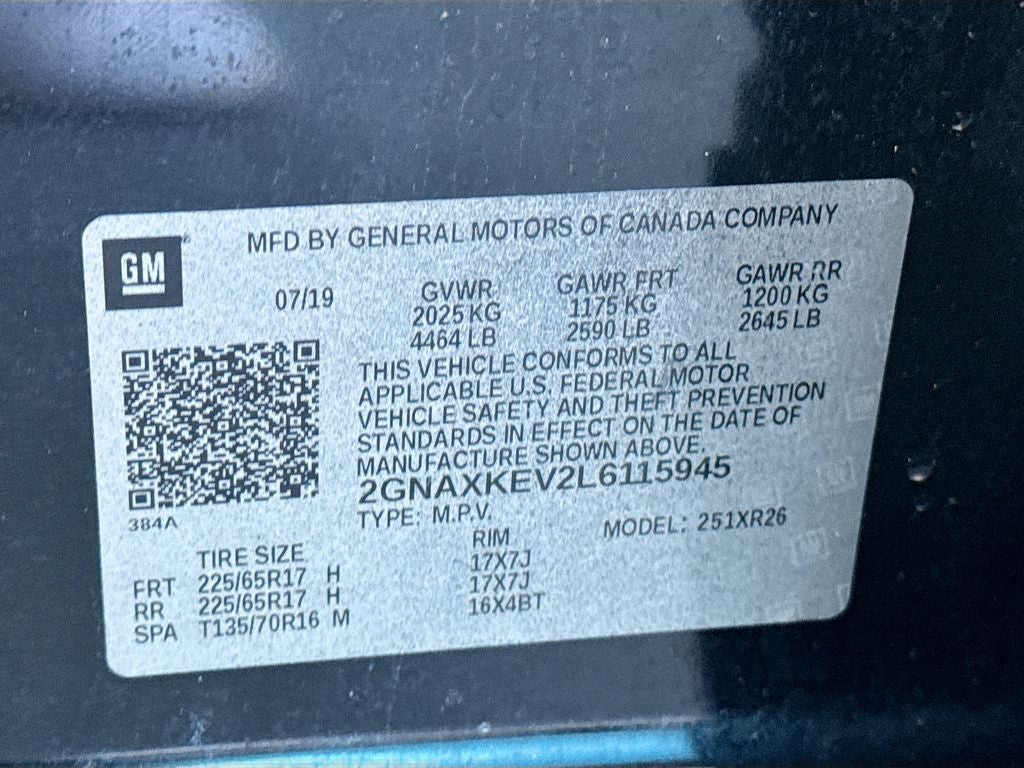 GM
MFD BY GENERAL MOTORS OF CANADA COMPANY
07/19 GVWR GAWR FRT GAWR RR
2025 KG 1175 KG 1200 KG
4464 LB 2590 LB 2645 LB
THIS VEHICLE CONFORMS TO ALL
APPLICABLE U.S. FEDERAL MOTOR
VEHICLE SAFETY AND THEFT PREVENTION
STANDARDS IN EFFECT ON THE DATE OF
MANUFACTURE SHOWN ABOVE.
2GNAXKEV2L6115945
384A
TYPE: M.P.V. MODEL: 251XR26
TIRE SIZE RIM
FRT 225/65R17 H 17X7J
RR 225/65R17 H 17X7J
SPA T135/70R16 M 16X4BT